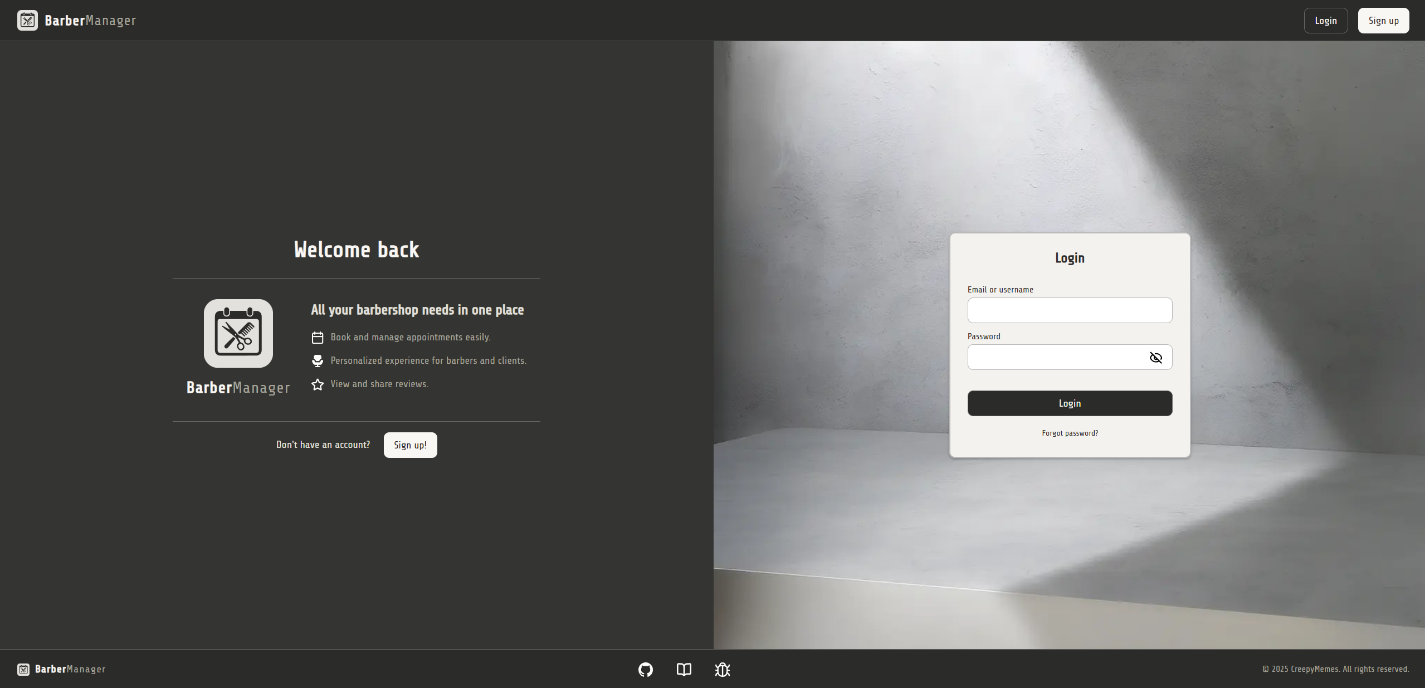 BarberManager
Login
Sign up
Welcome back
All your barbershop needs in one place
Book and manage appointments easily.
Personalized experience for barbers and clients.
View and share reviews.
BarberManager
Don't have an account?
Sign up!
Login
Email or username
Password
Login
Forgot password?
BarberManager
© 2025 CreepyMemes. All rights reserved.